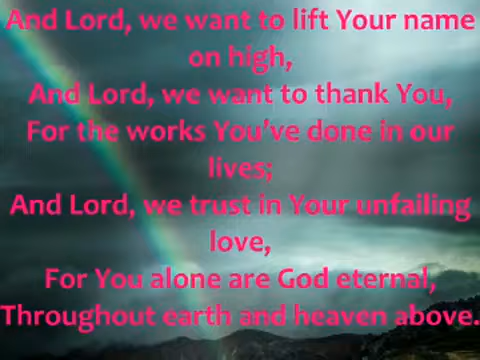 And Lord, we want to lift Your name
on high,
And Lord, we want to thank You,
For the works You've done in our
lives;
And Lord, we trust in Your unfailing
love,
For You alone are God eternal,
Throughout earth and heaven above.